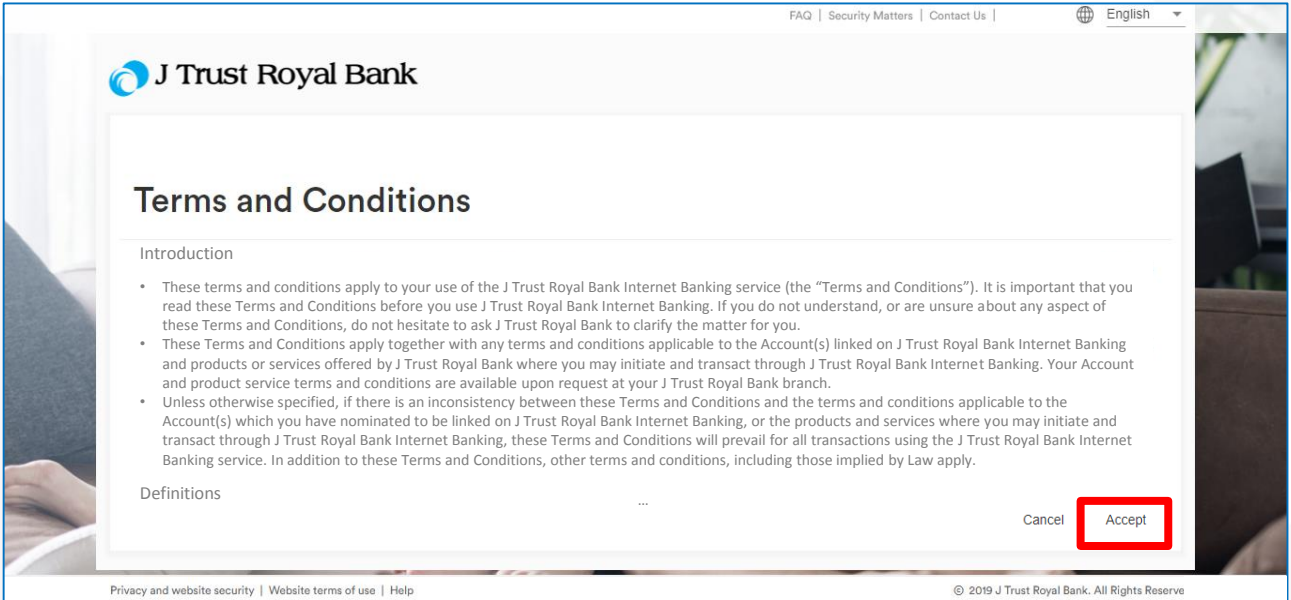 FAQ | Security Matters | Contact Us | English
J Trust Royal Bank
Terms and Conditions
Introduction
• These terms and conditions apply to your use of the J Trust Royal Bank Internet Banking service (the “Terms and Conditions”). It is important that you
read these Terms and Conditions before you use J Trust Royal Bank Internet Banking. If you do not understand, or are unsure about any aspect of
these Terms and Conditions, do not hesitate to ask J Trust Royal Bank to clarify the matter for you.
• These Terms and Conditions apply together with any terms and conditions applicable to the Account(s) linked on J Trust Royal Bank Internet Banking
and products or services offered by J Trust Royal Bank where you may initiate and transact through J Trust Royal Bank Internet Banking. Your Account
and product service terms and conditions are available upon request at your J Trust Royal Bank branch.
• Unless otherwise specified, if there is an inconsistency between these Terms and Conditions and the terms and conditions applicable to the
Account(s) which you have nominated to be linked on J Trust Royal Bank Internet Banking, or the products and services where you may initiate and
transact through J Trust Royal Bank Internet Banking, these Terms and Conditions will prevail for all transactions using the J Trust Royal Bank Internet
Banking service. In addition to these Terms and Conditions, other terms and conditions, including those implied by Law apply.
Definitions
...
Cancel Accept
Privacy and website security | Website terms of use | Help © 2019 J Trust Royal Bank. All Rights Reserve